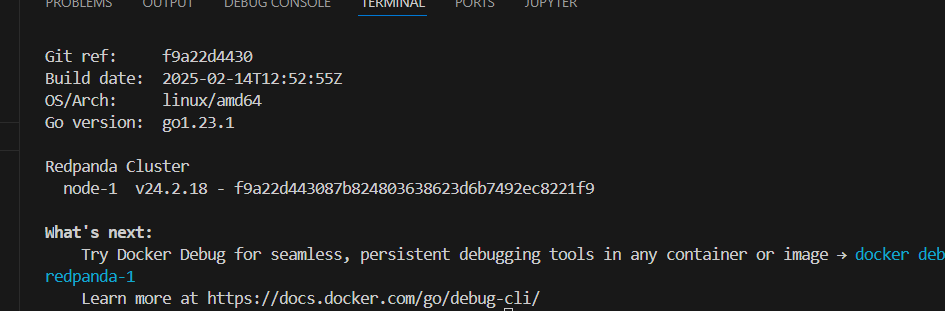 PROBLEMS OUTPUT DEBUG CONSOLE TERMINAL PORTS JUPYTER
Git ref: f9a22d4430
Build date: 2025-02-14T12:52:55Z
OS/Arch: linux/amd64
Go version: go1.23.1
Redpanda Cluster
node-1 v24.2.18 - f9a22d443087b824803638623d6b7492ec8221f9
What's next:
Try Docker Debug for seamless, persistent debugging tools in any container or image → docker deb
redpanda-1
Learn more at https://docs.docker.com/go/debug-cli/